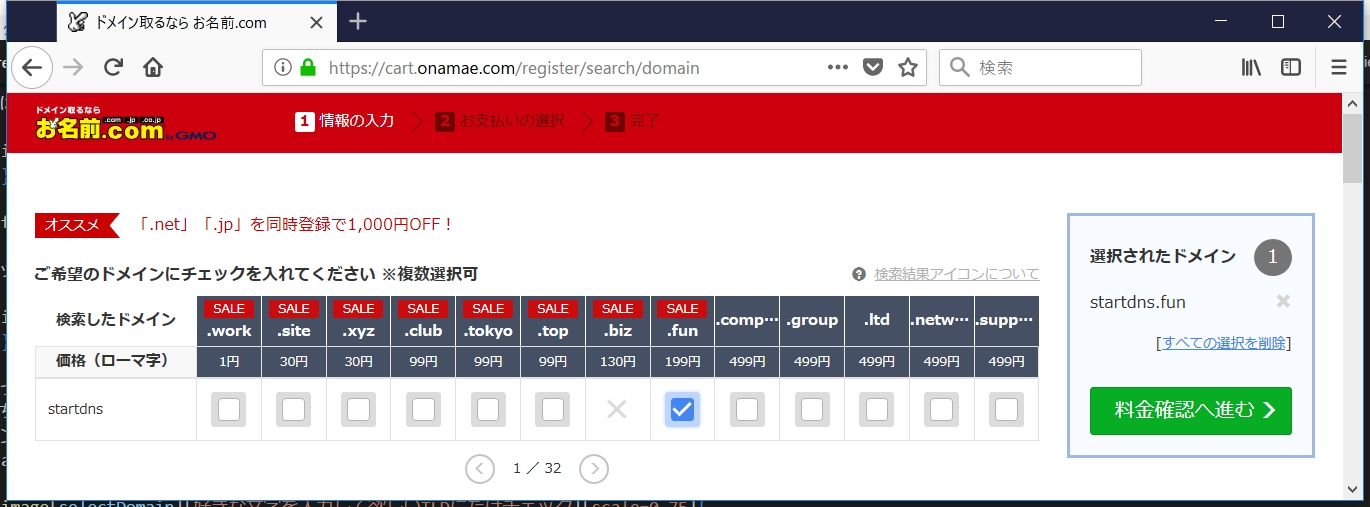 ドメイン取るなら お名前.com
https://cart.onamae.com/register/search/domain
検索
ドメイン取るなら
.com .jp .co.jp
お名前.com by GMO
1 情報の入力 2 お支払いの選択 3 完了
オススメ 「.net」「.jp」を同時登録で1,000円OFF！
ご希望のドメインにチェックを入れてください ※複数選択可
? 検索結果アイコンについて
検索したドメイン
SALE SALE SALE SALE SALE SALE SALE SALE
.work .site .xyz .club .tokyo .top .biz .fun .comp… .group .ltd .netw… .supp…
価格（ローマ字） 1円 30円 30円 99円 99円 99円 130円 199円 499円 499円 499円 499円 499円
startdns
1 ／ 32
選択されたドメイン 1
startdns.fun
[すべての選択を削除]
料金確認へ進む